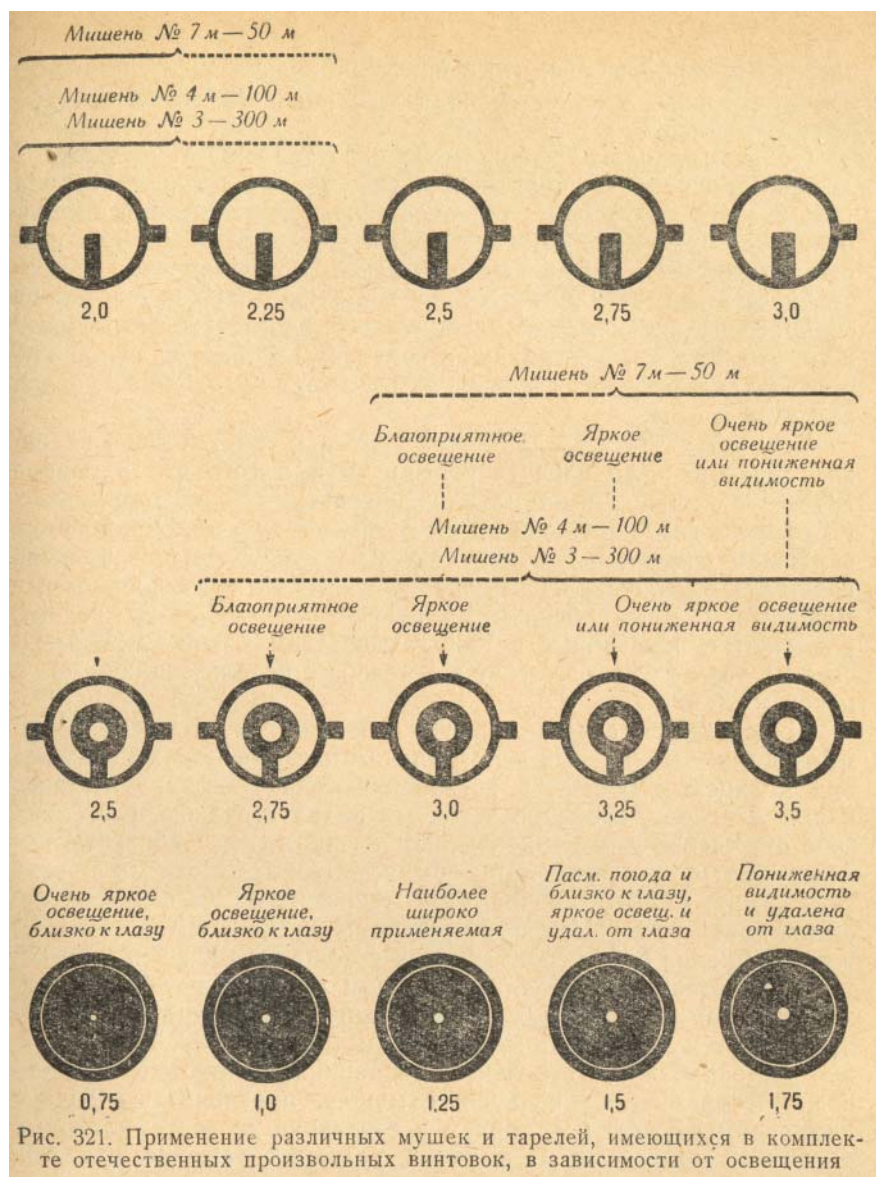 Мишень № 7 м — 50 м
Мишень № 4 м — 100 м
Мишень № 3 — 300 м
2,0 2.25 2,5 2,75 3,0
Мишень № 7 м — 50 м
Благоприятное
освещение
Яркое
освещение
Очень яркое
освещение
или пониженная
видимость
Мишень № 4 м — 100 м
Мишень № 3 — 300 м
Благоприятное
освещение
Яркое
освещение
Очень яркое освещение
или пониженная видимость
2,5 2,75 3,0 3,25 3,5
Очень яркое
освещение,
близко к глазу
Яркое
освещение,
близко к глазу
Наиболее
широко
применяемая
Пасм. погода и
близко к глазу,
яркое освещ. и
удал. от глаза
Пониженная
видимость
и удалена
от глаза
0,75 1,0 1.25 1,5 1,75
Рис. 321. Применение различных мушек и тарелей, имеющихся в комплек-
те отечественных произвольных винтовок, в зависимости от освещения